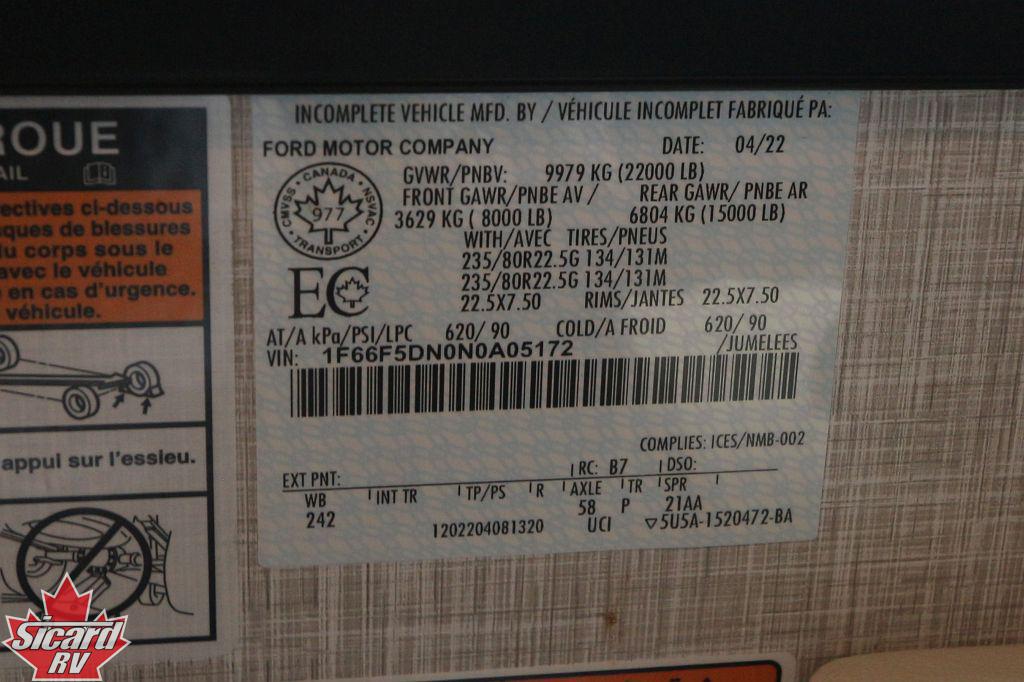 INCOMPLETE VEHICLE MFD. BY / VÉHICULE INCOMPLET FABRIQUÉ PA:
FORD MOTOR COMPANY DATE: 04/22
GVWR/PNBV: 9979 KG (22000 LB)
FRONT GAWR/PNBE AV / REAR GAWR/ PNBE AR
3629 KG ( 8000 LB) 6804 KG (15000 LB)
WITH/AVEC TIRES/PNEUS
235/80R22.5G 134/131M
235/80R22.5G 134/131M
22.5X7.50 RIMS/JANTES 22.5X7.50
AT/A kPa/PSI/LPC 620/ 90 COLD/A FROID 620/ 90
/JUMELEES
VIN: 1F66F5DN0N0A05172
CANADA
CMVSS NSVAC
977
TRANSPORT
EC
COMPLIES: ICES/NMB-002
EXT PNT: RC: B7 DSO:
WB INT TR TP/PS R AXLE TR SPR
242 58 P 21AA
1202204081320 UCI ▽5U5A-1520472-BA
ROUE
AIL
ectives ci-dessous
ques de blessures
du corps sous le
avec le véhicule
en cas d'urgence.
véhicule.
appui sur l'essieu.
Sicard
RV